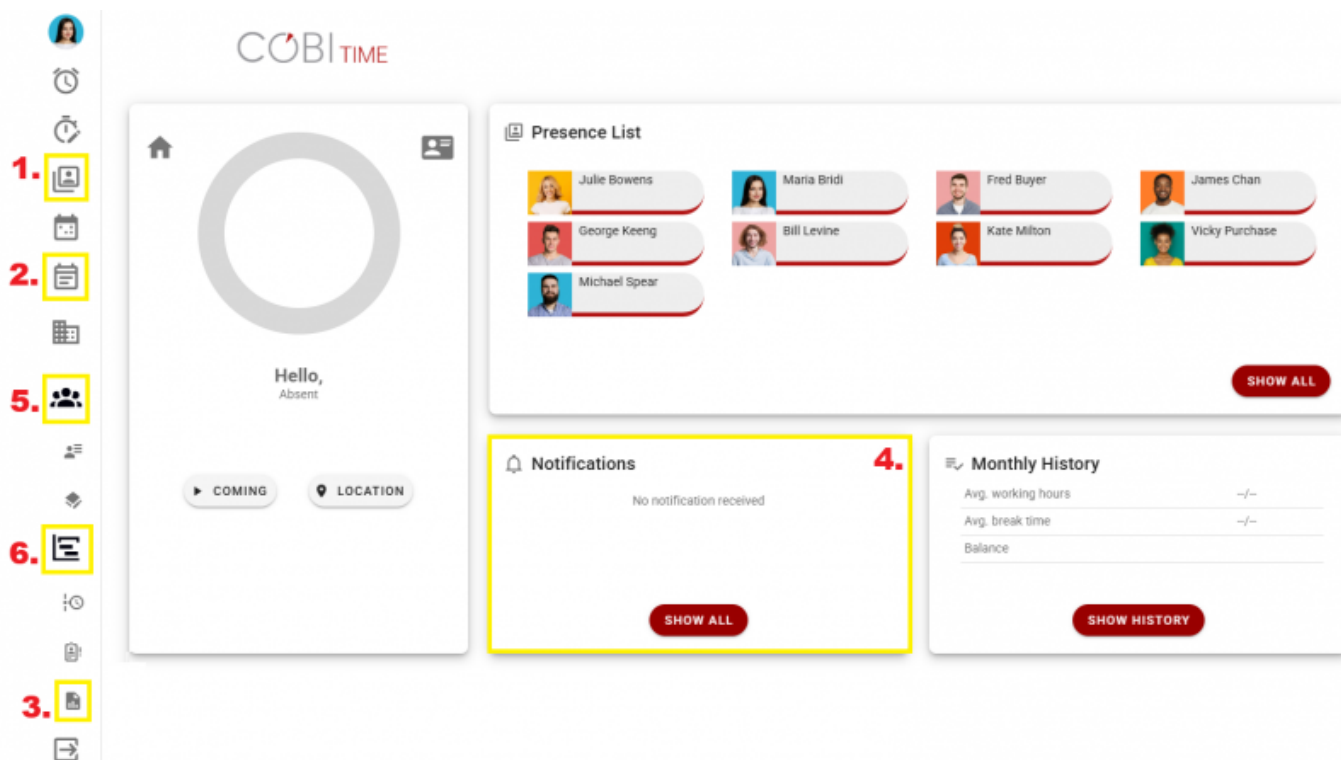 COBI TIME
1.
2.
5.
6.
3.
Hello,
Absent
COMING
LOCATION
Presence List
Julie Bowens
Maria Bridi
Fred Buyer
James Chan
George Keeng
Bill Levine
Kate Milton
Vicky Purchase
Michael Spear
SHOW ALL
Notifications
4.
No notification received
SHOW ALL
Monthly History
Avg. working hours --/--
Avg. break time --/--
Balance
SHOW HISTORY